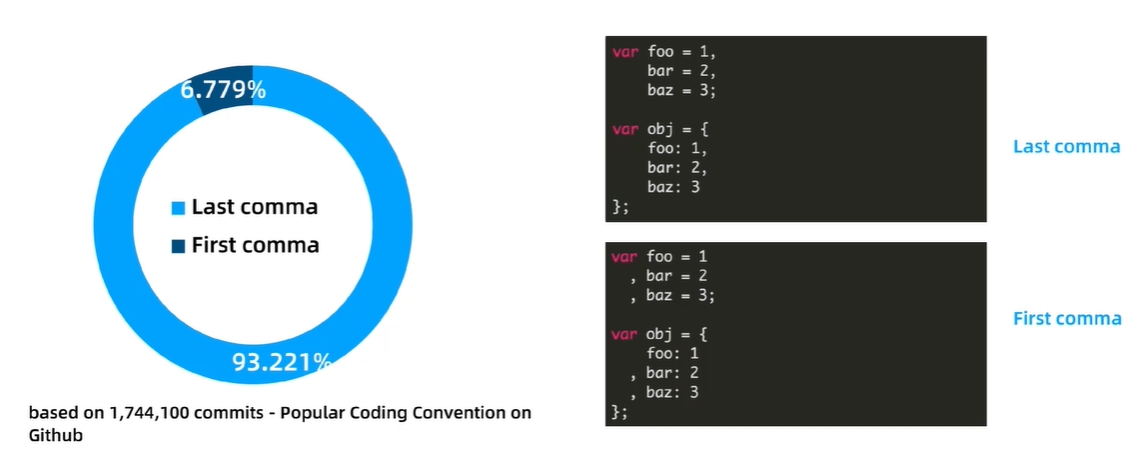 6.779%
Last comma
First comma
93.221%
based on 1,744,100 commits - Popular Coding Convention on
Github
var foo = 1,
    bar = 2,
    baz = 3;

var obj = {
    foo: 1,
    bar: 2,
    baz: 3
};
Last comma
var foo = 1
  , bar = 2
  , baz = 3;

var obj = {
    foo: 1
  , bar: 2
  , baz: 3
};
First comma